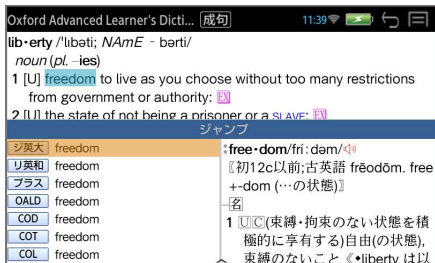 Oxford Advanced Learner's Dicti... 成句 11:39
lib･erty /ˈlɪbəti; NAmE -bərti/
noun (pl. –ies)
1 [U] freedom to live as you choose without too many restrictions
from government or authority: EX
2 [U] the state of not being a prisoner or a SLAVE: EX
ジャンプ
ジ英大 freedom
リ英和 freedom
プラス freedom
OALD freedom
COD freedom
COT freedom
COL freedom
free･dom/fríːdəm/
〖初12c以前;古英語 frēodōm. free
+-dom (…の状態)〗
名
1 UC(束縛･拘束のない状態を積
極的に享有する)自由(の状態),
束縛のないこと《◆liberty は以